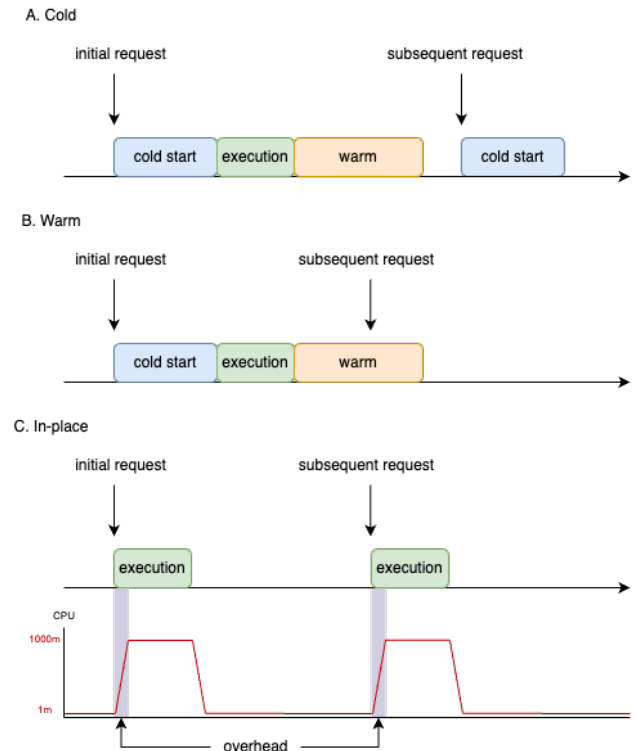 A. Cold
initial request
subsequent request
cold start
execution
warm
cold start
B. Warm
initial request
subsequent request
cold start
execution
warm
C. In-place
initial request
subsequent request
execution
execution
CPU
1000m
1m
overhead